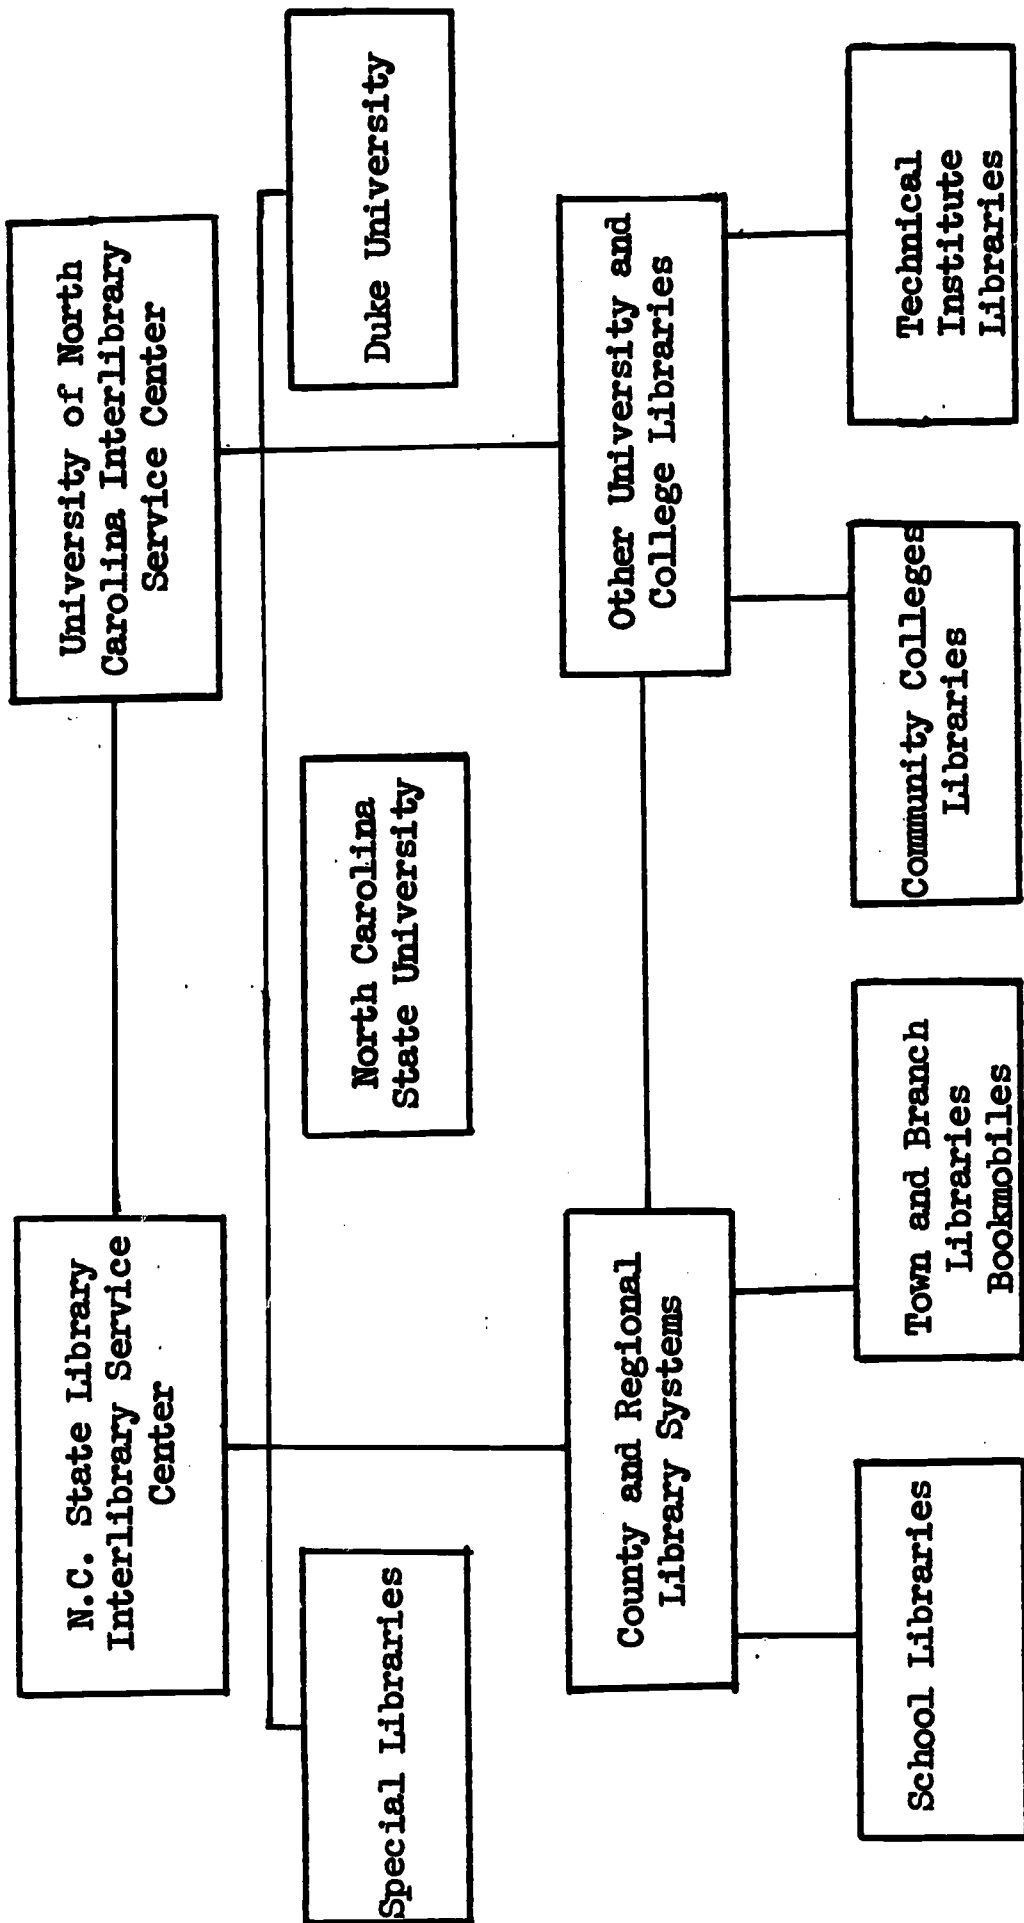 N.C. State Library
Interlibrary Service
Center
University of North
Carolina Interlibrary
Service Center
Special Libraries
North Carolina
State University
Duke University
County and Regional
Library Systems
Other University and
College Libraries
School Libraries
Town and Branch
Libraries
Bookmobiles
Community Colleges
Libraries
Technical
Institute
Libraries